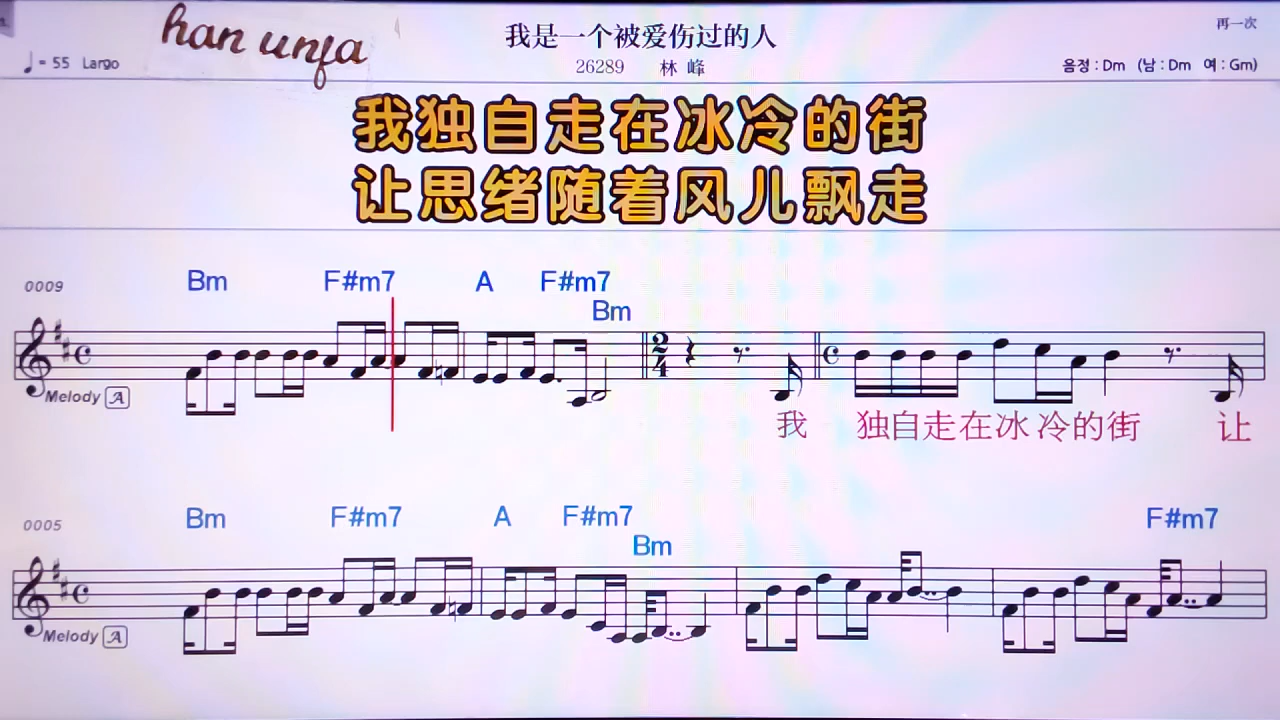 han unfa
我是一个被爱伤过的人
再一次
♩= 55 Largo
26289 林 峰
음정 : Dm (남 : Dm 여 : Gm)
我独自走在冰冷的街
让思绪随着风儿飘走
0009 Bm F#m7 A F#m7
Bm
Melody A
我 独自走在冰冷的街 让
0005 Bm F#m7 A F#m7 F#m7
Bm
Melody A